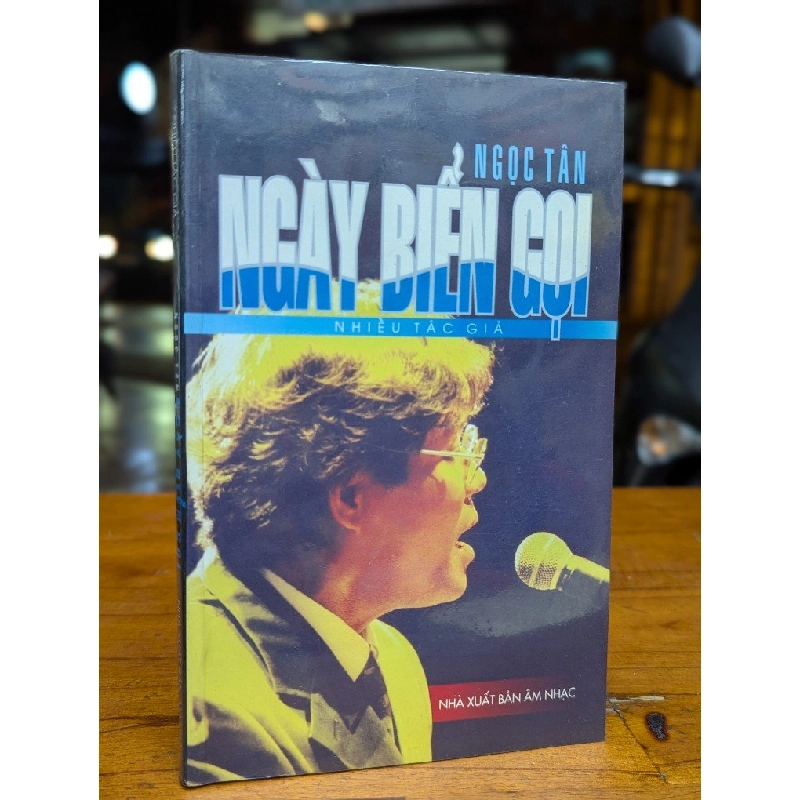 NGỌC TÂN
NGÀY BIỂN GỌI
NHIỀU TÁC GIẢ
NHÀ XUẤT BẢN ÂM NHẠC